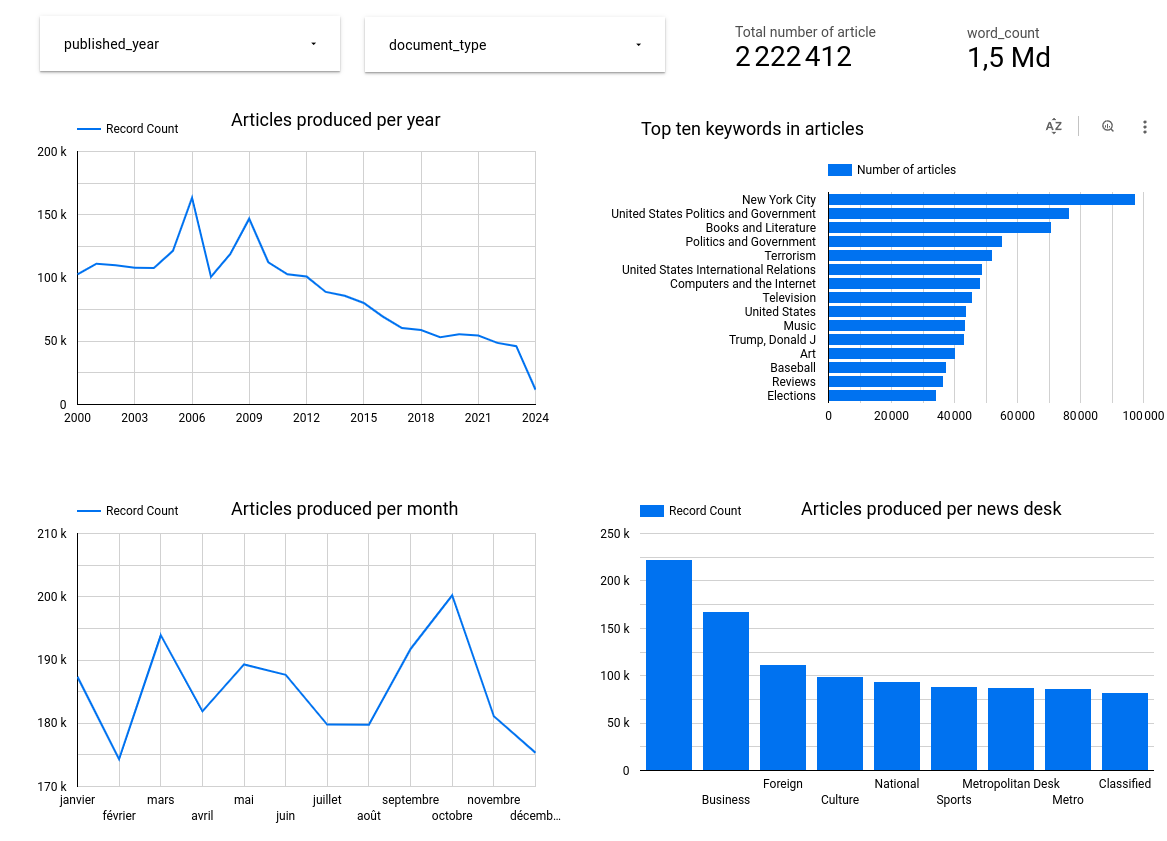 published_year
document_type
Total number of article
2 222 412
word_count
1,5 Md
Articles produced per year
Record Count
200 k
150 k
100 k
50 k
0
2000 2003 2006 2009 2012 2015 2018 2021 2024
Top ten keywords in articles
AZ
Number of articles
New York City
United States Politics and Government
Books and Literature
Politics and Government
Terrorism
United States International Relations
Computers and the Internet
Television
United States
Music
Trump, Donald J
Art
Baseball
Reviews
Elections
0 20 000 40 000 60 000 80 000 100 000
Record Count
Articles produced per month
210 k
200 k
190 k
180 k
170 k
janvier mars mai juillet septembre novembre
février avril juin août octobre décemb...
Record Count
Articles produced per news desk
250 k
200 k
150 k
100 k
50 k
0
Foreign National Metropolitan Desk Classified
Business Culture Sports Metro